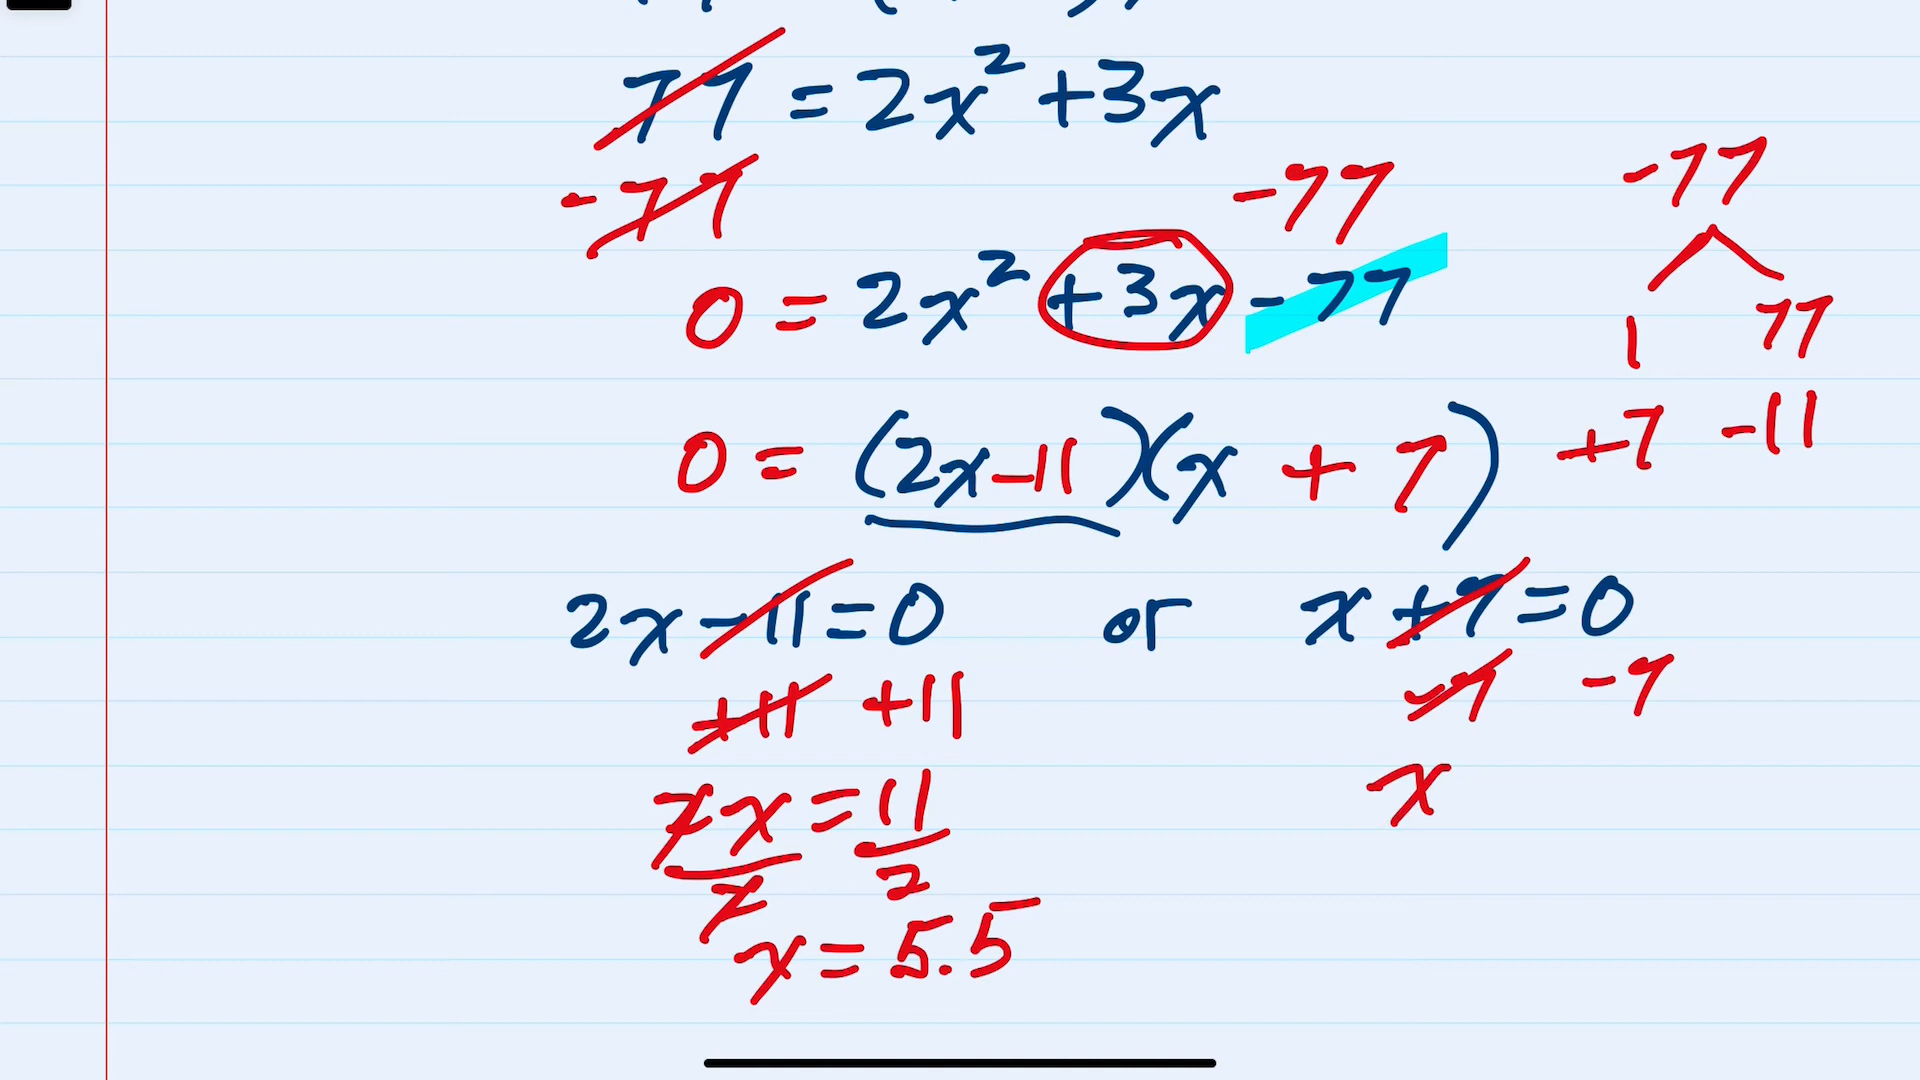 77 = 2x² + 3x
-77 -77
0 = 2x² + 3x - 77
0 = (2x - 11)(x + 7)
2x - 11 = 0 or x + 7 = 0
+11 +11 -7 -7
2x = 11 x
2 2
x = 5.5
-77
1 77
+7 -11